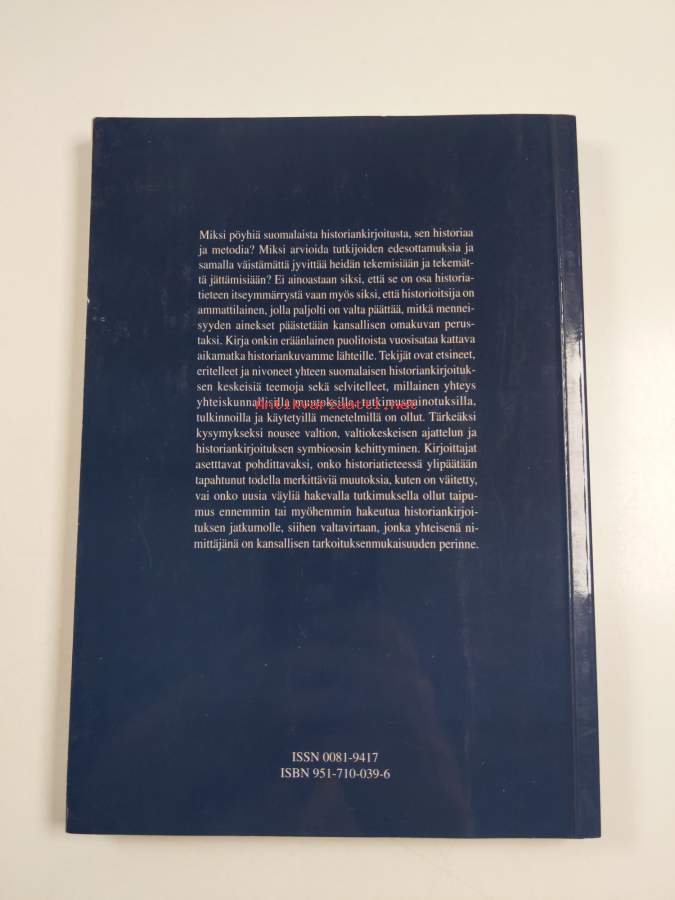 Miksi pöyhiä suomalaista historiankirjoitusta, sen historiaa
ja metodia? Miksi arvioida tutkijoiden edesottamuksia ja
samalla väistämättä jyvittää heidän tekemisiään ja tekemät-
tä jättämisiään? Ei ainoastaan siksi, että se on osa historia-
tieteen itseymmärrystä vaan myös siksi, että historioitsija on
ammattilainen, jolla paljolti on valta päättää, mitkä mennei-
syyden ainekset päästetään kansallisen omakuvan perus-
taksi. Kirja onkin eräänlainen puolitoista vuosisataa kattava
aikamatka historiankuvamme lähteille. Tekijät ovat etsineet,
eritelleet ja nivoneet yhteen suomalaisen historiankirjoituk-
sen keskeisiä teemoja sekä selvitelleet, millainen yhteys
yhteiskunnallisilla muutoksilla, tutkimuspainotuksilla,
Antikvariaatti.net
tulkinnoilla ja käytetyillä menetelmillä on ollut. Tärkeäksi
kysymykseksi nousee valtion, valtiokeskeisen ajattelun ja
historiankirjoituksen symbioosin kehittyminen. Kirjoittajat
asetttavat pohdittavaksi, onko historiatieteessä ylipäätään
tapahtunut todella merkittäviä muutoksia, kuten on väitetty,
vai onko uusia väyliä hakevalla tutkimuksella ollut taipu-
mus ennemmin tai myöhemmin hakeutua historiankirjoi-
tuksen jatkumolle, siihen valtavirtaan, jonka yhteisenä ni-
mittäjänä on kansallisen tarkoituksenmukaisuuden perinne.
ISSN 0081-9417
ISBN 951-710-039-6